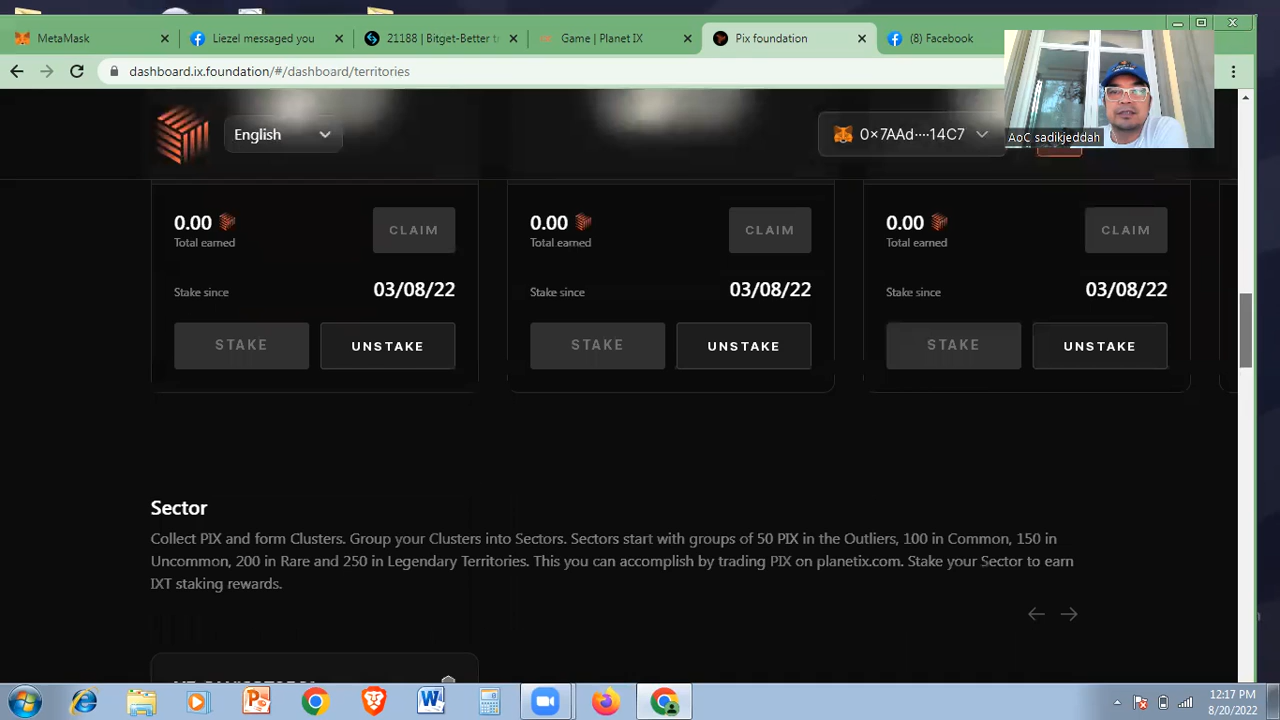 MetaMask
Liezel messaged you
21188 | Bitget-Better t
Game | Planet IX
Pix foundation
(8) Facebook
dashboard.ix.foundation/#/dashboard/territories
English
0×7AAd····14C7
AoC sadikjeddah
0.00
Total earned
CLAIM
0.00
Total earned
CLAIM
0.00
Total earned
CLAIM
Stake since 03/08/22
Stake since 03/08/22
Stake since 03/08/22
STAKE UNSTAKE
STAKE UNSTAKE
STAKE UNSTAKE
Sector
Collect PIX and form Clusters. Group your Clusters into Sectors. Sectors start with groups of 50 PIX in the Outliers, 100 in Common, 150 in
Uncommon, 200 in Rare and 250 in Legendary Territories. This you can accomplish by trading PIX on planetix.com. Stake your Sector to earn
IXT staking rewards.
12:17 PM
8/20/2022